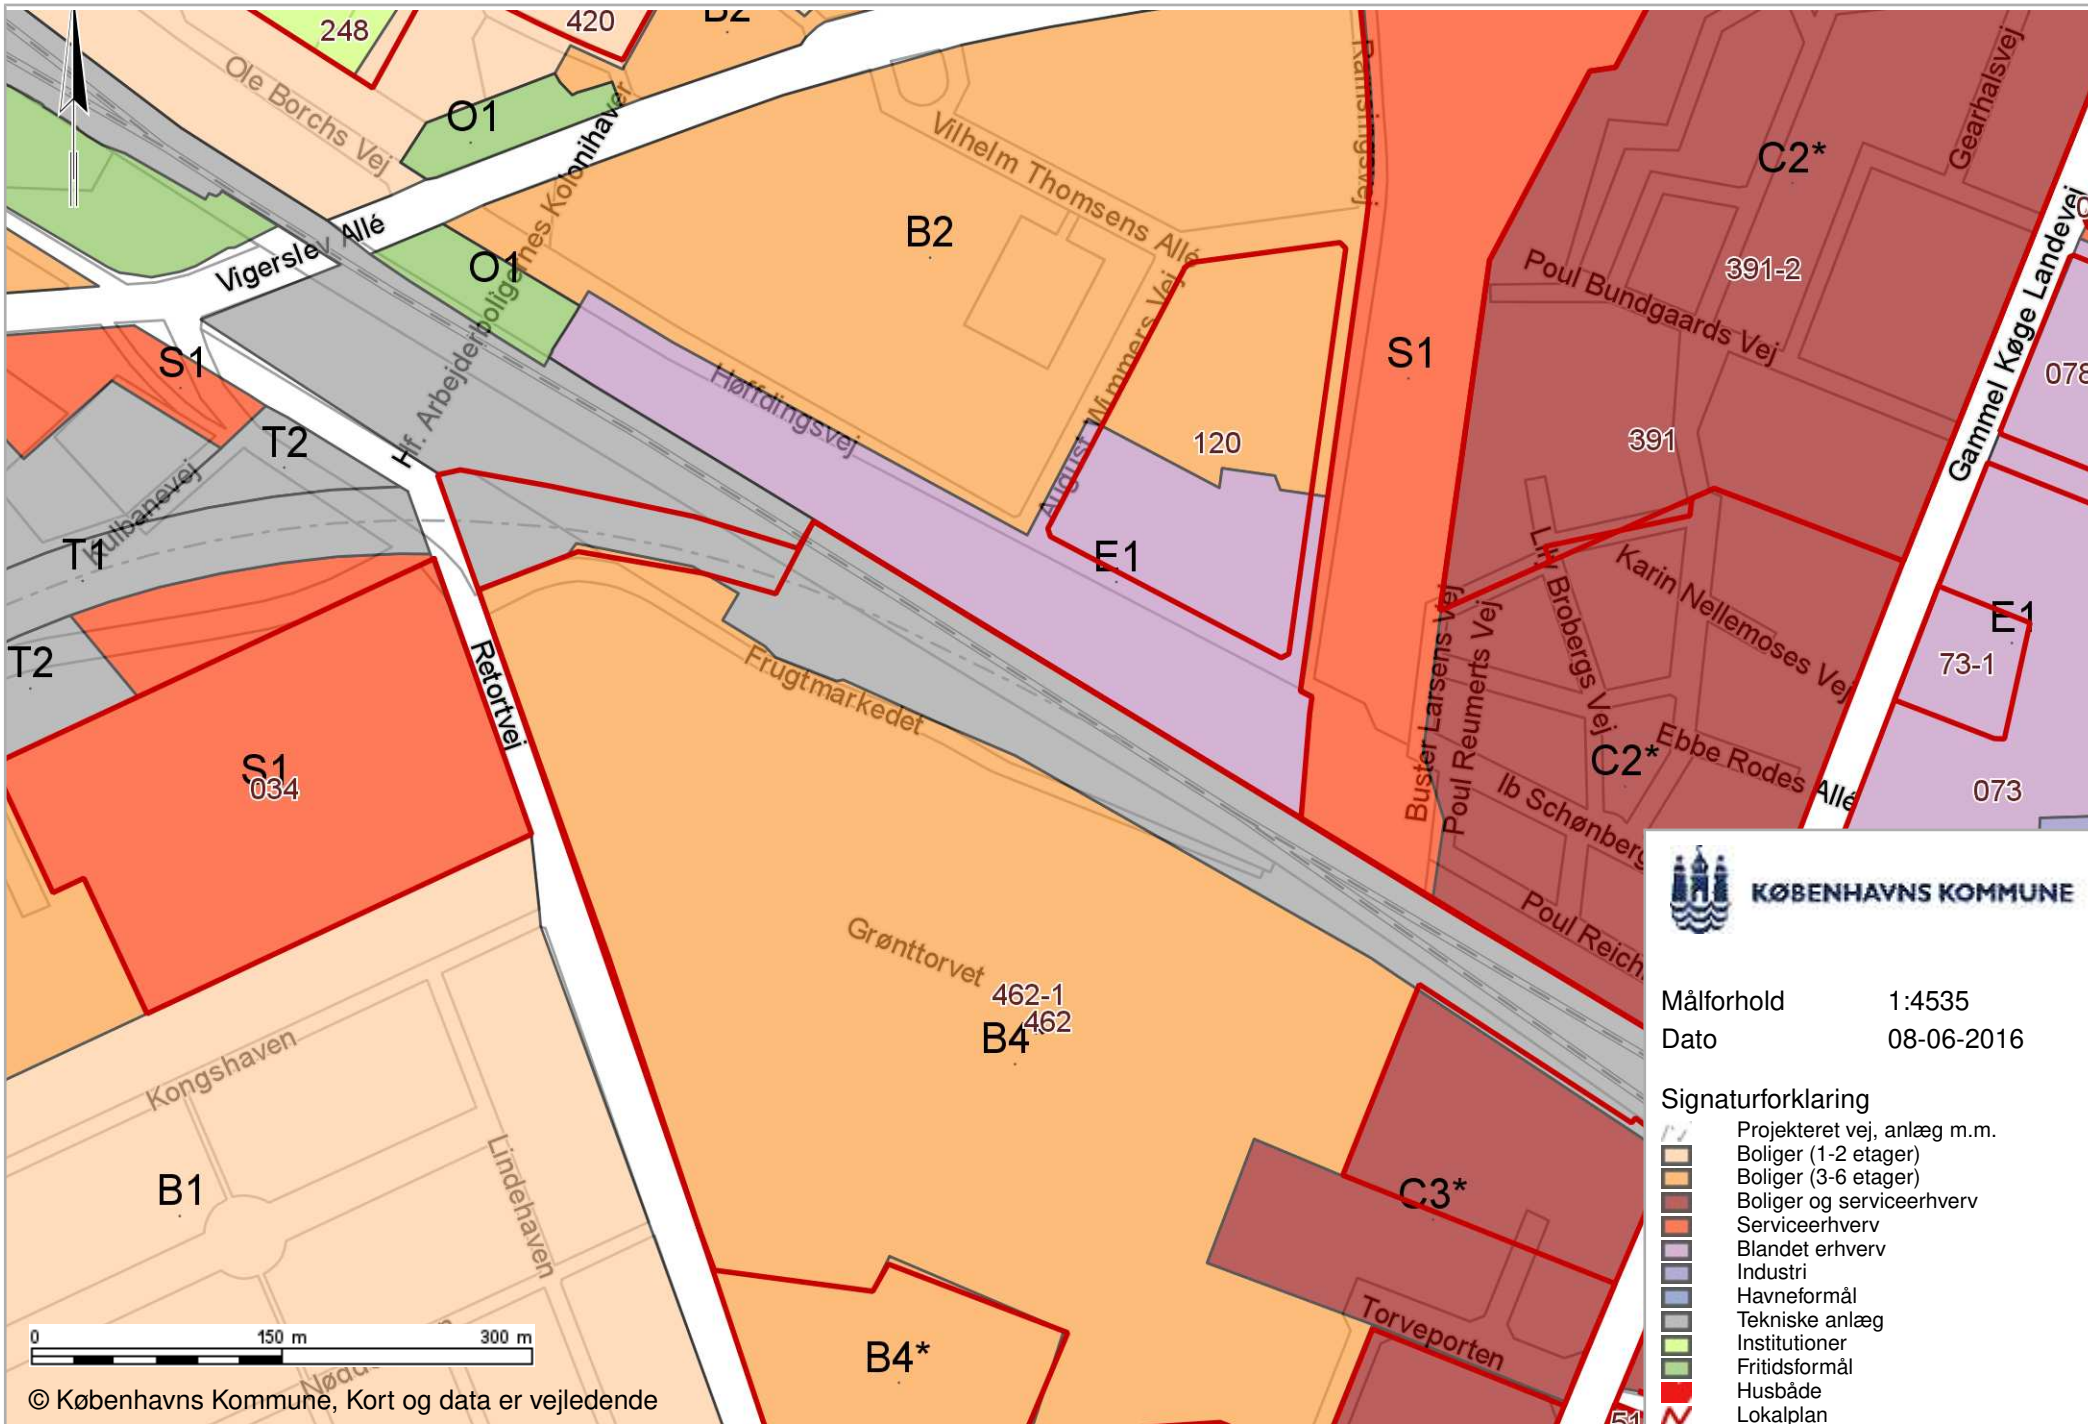 248
420
B2
Ole Borchs Vej
O1
Hf. Arbejderboligernes Kolonihaver
Vilhelm Thomsens Allé
Ramsingsvej
C2*
Gearhalsvej
Vigerslev Allé
O1
B2
Poul Bundgaards Vej
391-2
Gammel Køge Landevej
S1
S1
078
Høffdingsvej
August Wimmers Vej
120
391
T2
Kulbanevej
T1
E1
Karin Nellemoses Vej
Brobergs Vej
E1
T2
Retortvej
Frugtmarkedet
Buster Larsens Vej
Poul Reumerts Vej
73-1
S1
034
C2*
Ebbe Rodes Allé
073
Ib Schønberg
Poul Reich
Grønttorvet
462-1
462
B4*
Kongshaven
Lindehaven
B1
C3*
Torveporten
B4*
51
KØBENHAVNS KOMMUNE
Målforhold 1:4535
Dato 08-06-2016
Signaturforklaring
Projekteret vej, anlæg m.m.
Boliger (1-2 etager)
Boliger (3-6 etager)
Boliger og serviceerhverv
Serviceerhverv
Blandet erhverv
Industri
Havneformål
Tekniske anlæg
Institutioner
Fritidsformål
Husbåde
Lokalplan
0 150 m 300 m
© Københavns Kommune, Kort og data er vejledende